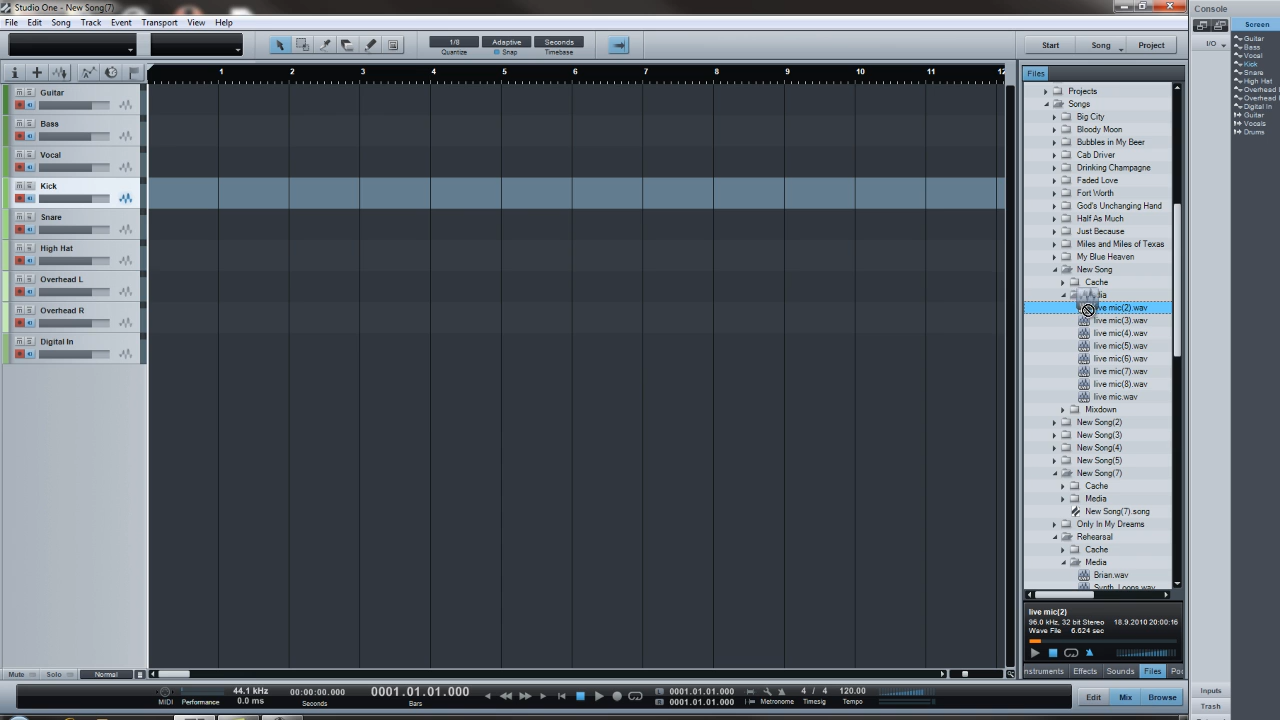 Studio One - New Song(7)
File Edit Song Track Event Transport View Help
1/8 Adaptive Seconds
Quantize Snap Timebase
Start Song Project
1 2 3 4 5 6 7 8 9 10 11 12
Guitar
Bass
Vocal
Kick
Snare
High Hat
Overhead L
Overhead R
Digital In
Files
Projects
Songs
Big City
Bloody Moon
Bubbles in My Beer
Cab Driver
Drinking Champagne
Faded Love
Fort Worth
God's Unchanging Hand
Half As Much
Just Because
Miles and Miles of Texas
My Blue Heaven
New Song
Cache
dia
live mic(2).wav
live mic(3).wav
live mic(4).wav
live mic(5).wav
live mic(6).wav
live mic(7).wav
live mic(8).wav
live mic.wav
Mixdown
New Song(2)
New Song(3)
New Song(4)
New Song(5)
New Song(7)
Cache
Media
New Song(7).song
Only In My Dreams
Rehearsal
Cache
Media
Brian.wav
Synth_Loops.wav
live mic(2)
96.0 kHz, 32 bit Stereo 18.9.2010 20:00:16
Wave File 6.624 sec
nstruments Effects Sounds Files Po
Console
Screen
I/O
Guitar
Bass
Vocal
Kick
Snare
High Hat
Overhead
Overhead
Digital In
Guitar
Vocals
Drums
Inputs
Trash
Mute Solo Normal
MIDI Performance
44.1 kHz
0.0 ms
00:00:00.000
Seconds
0001.01.01.000
Bars
L 0001.01.01.000
R 0001.01.01.000
Metronome
4 / 4
Timesig
120.00
Tempo
Edit Mix Browse